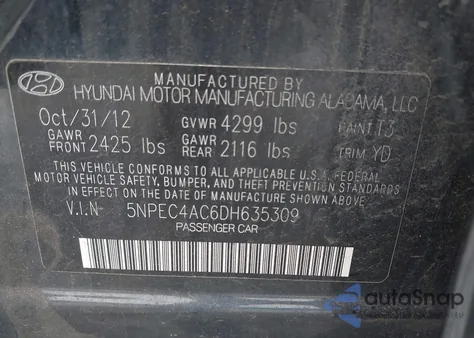 MANUFACTURED BY
HYUNDAI MOTOR MANUFACTURING ALABAMA, LLC
Oct/31/12 GVWR 4299 lbs PAINT T3
GAWR FRONT 2425 lbs GAWR REAR 2116 lbs TRIM YD
THIS VEHICLE CONFORMS TO ALL APPLICABLE U.S.A. FEDERAL
MOTOR VEHICLE SAFETY, BUMPER, AND THEFT PREVENTION STANDARDS
IN EFFECT ON THE DATE OF MANUFACTURE SHOWN ABOVE.
V.I.N- 5NPEC4AC6DH635309
PASSENGER CAR
autoSnap